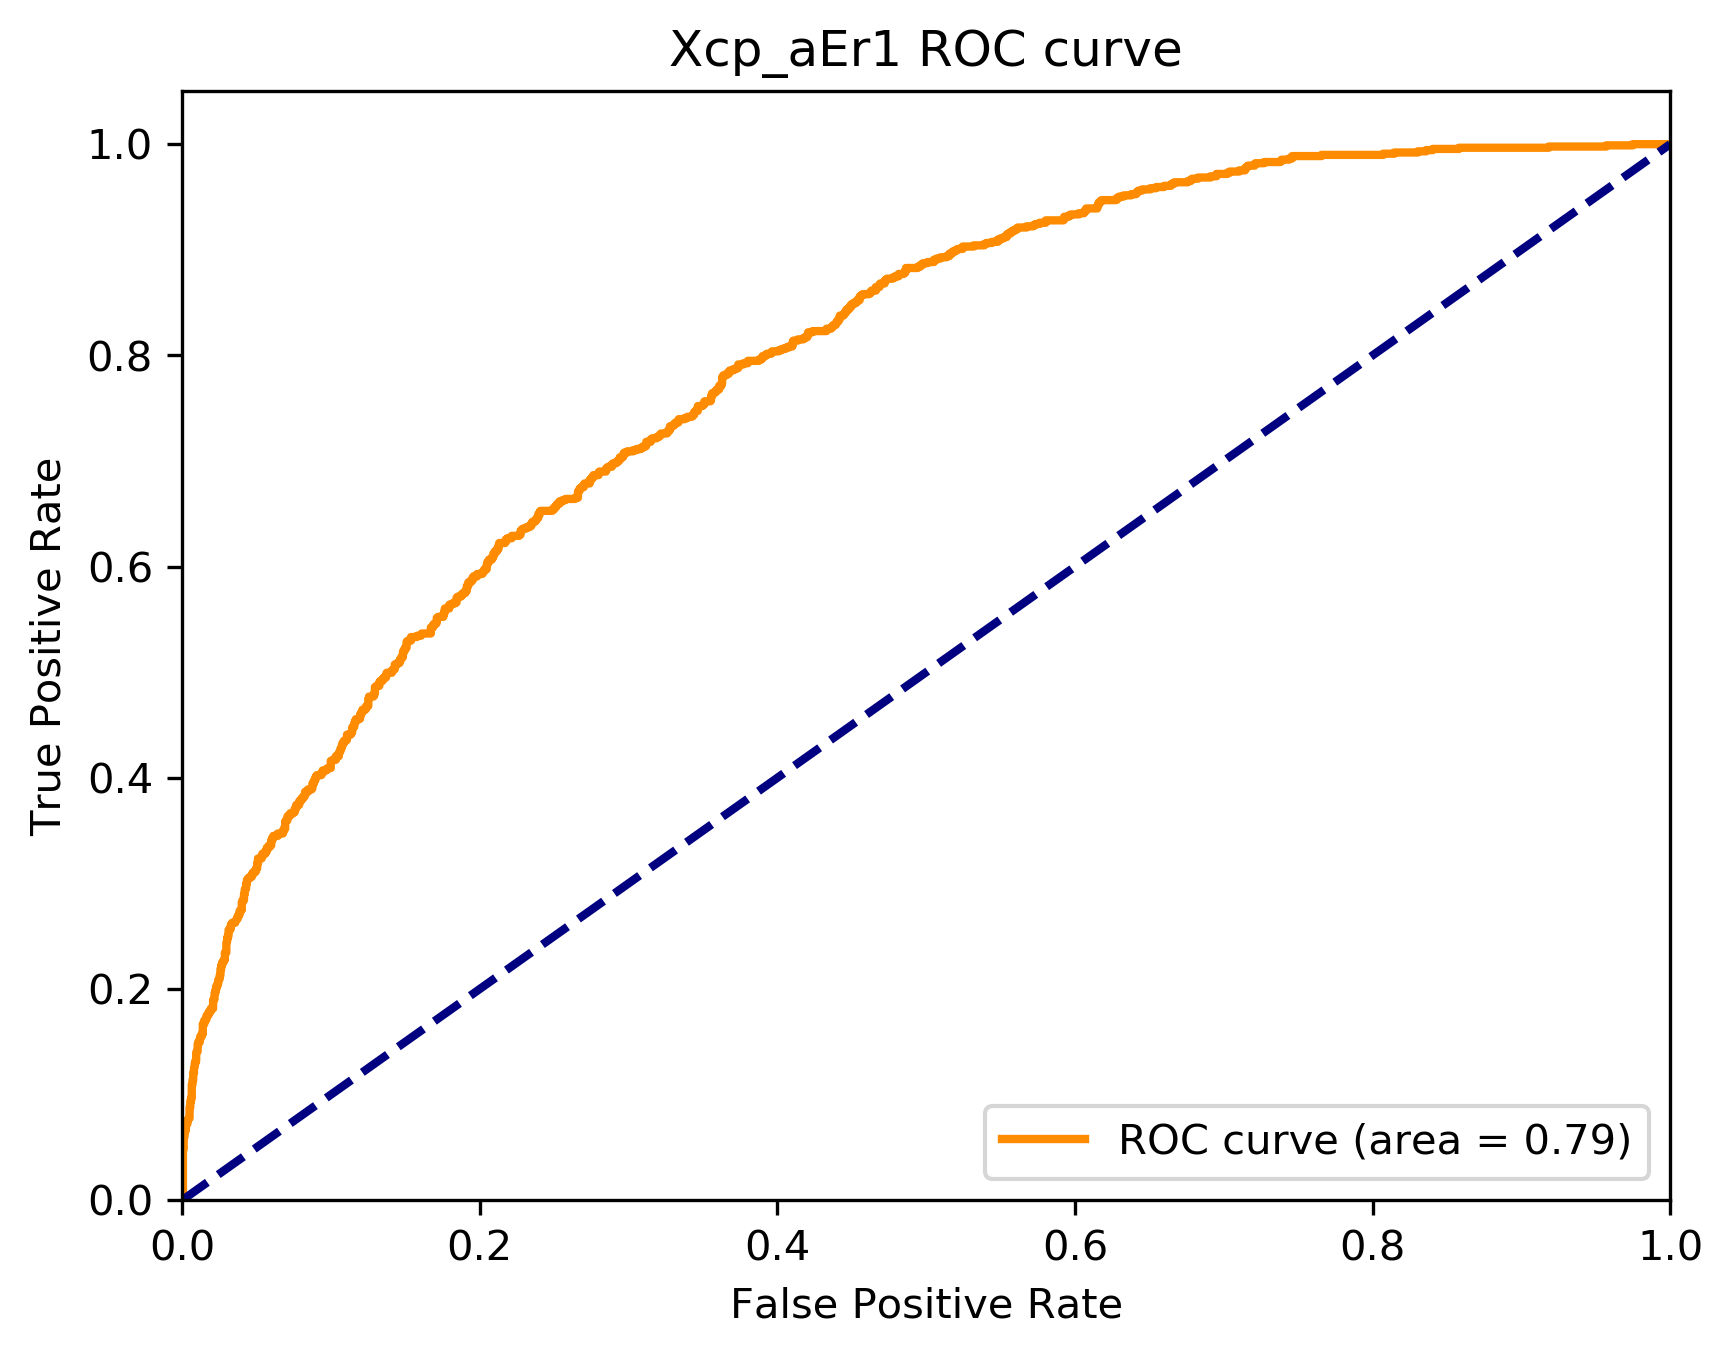 Xcp_aEr1 ROC curve
1.0
0.8
0.6
0.4
0.2
0.0
True Positive Rate
ROC curve (area = 0.79)
0.0 0.2 0.4 0.6 0.8 1.0
False Positive Rate